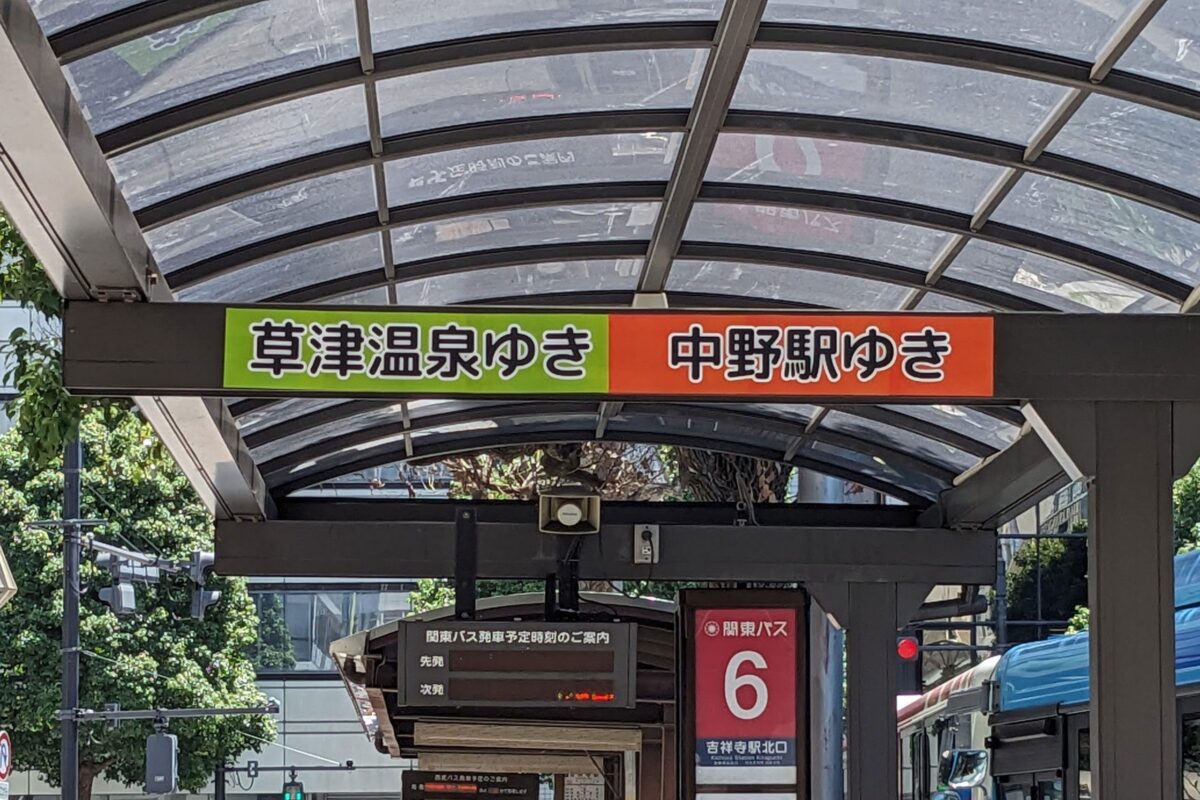 草津温泉ゆき 中野駅ゆき
関東バス発車予定時刻のご案内
先発
次発
関東バス
6
吉祥寺駅北口
Kichijoji Station Kitaguchi